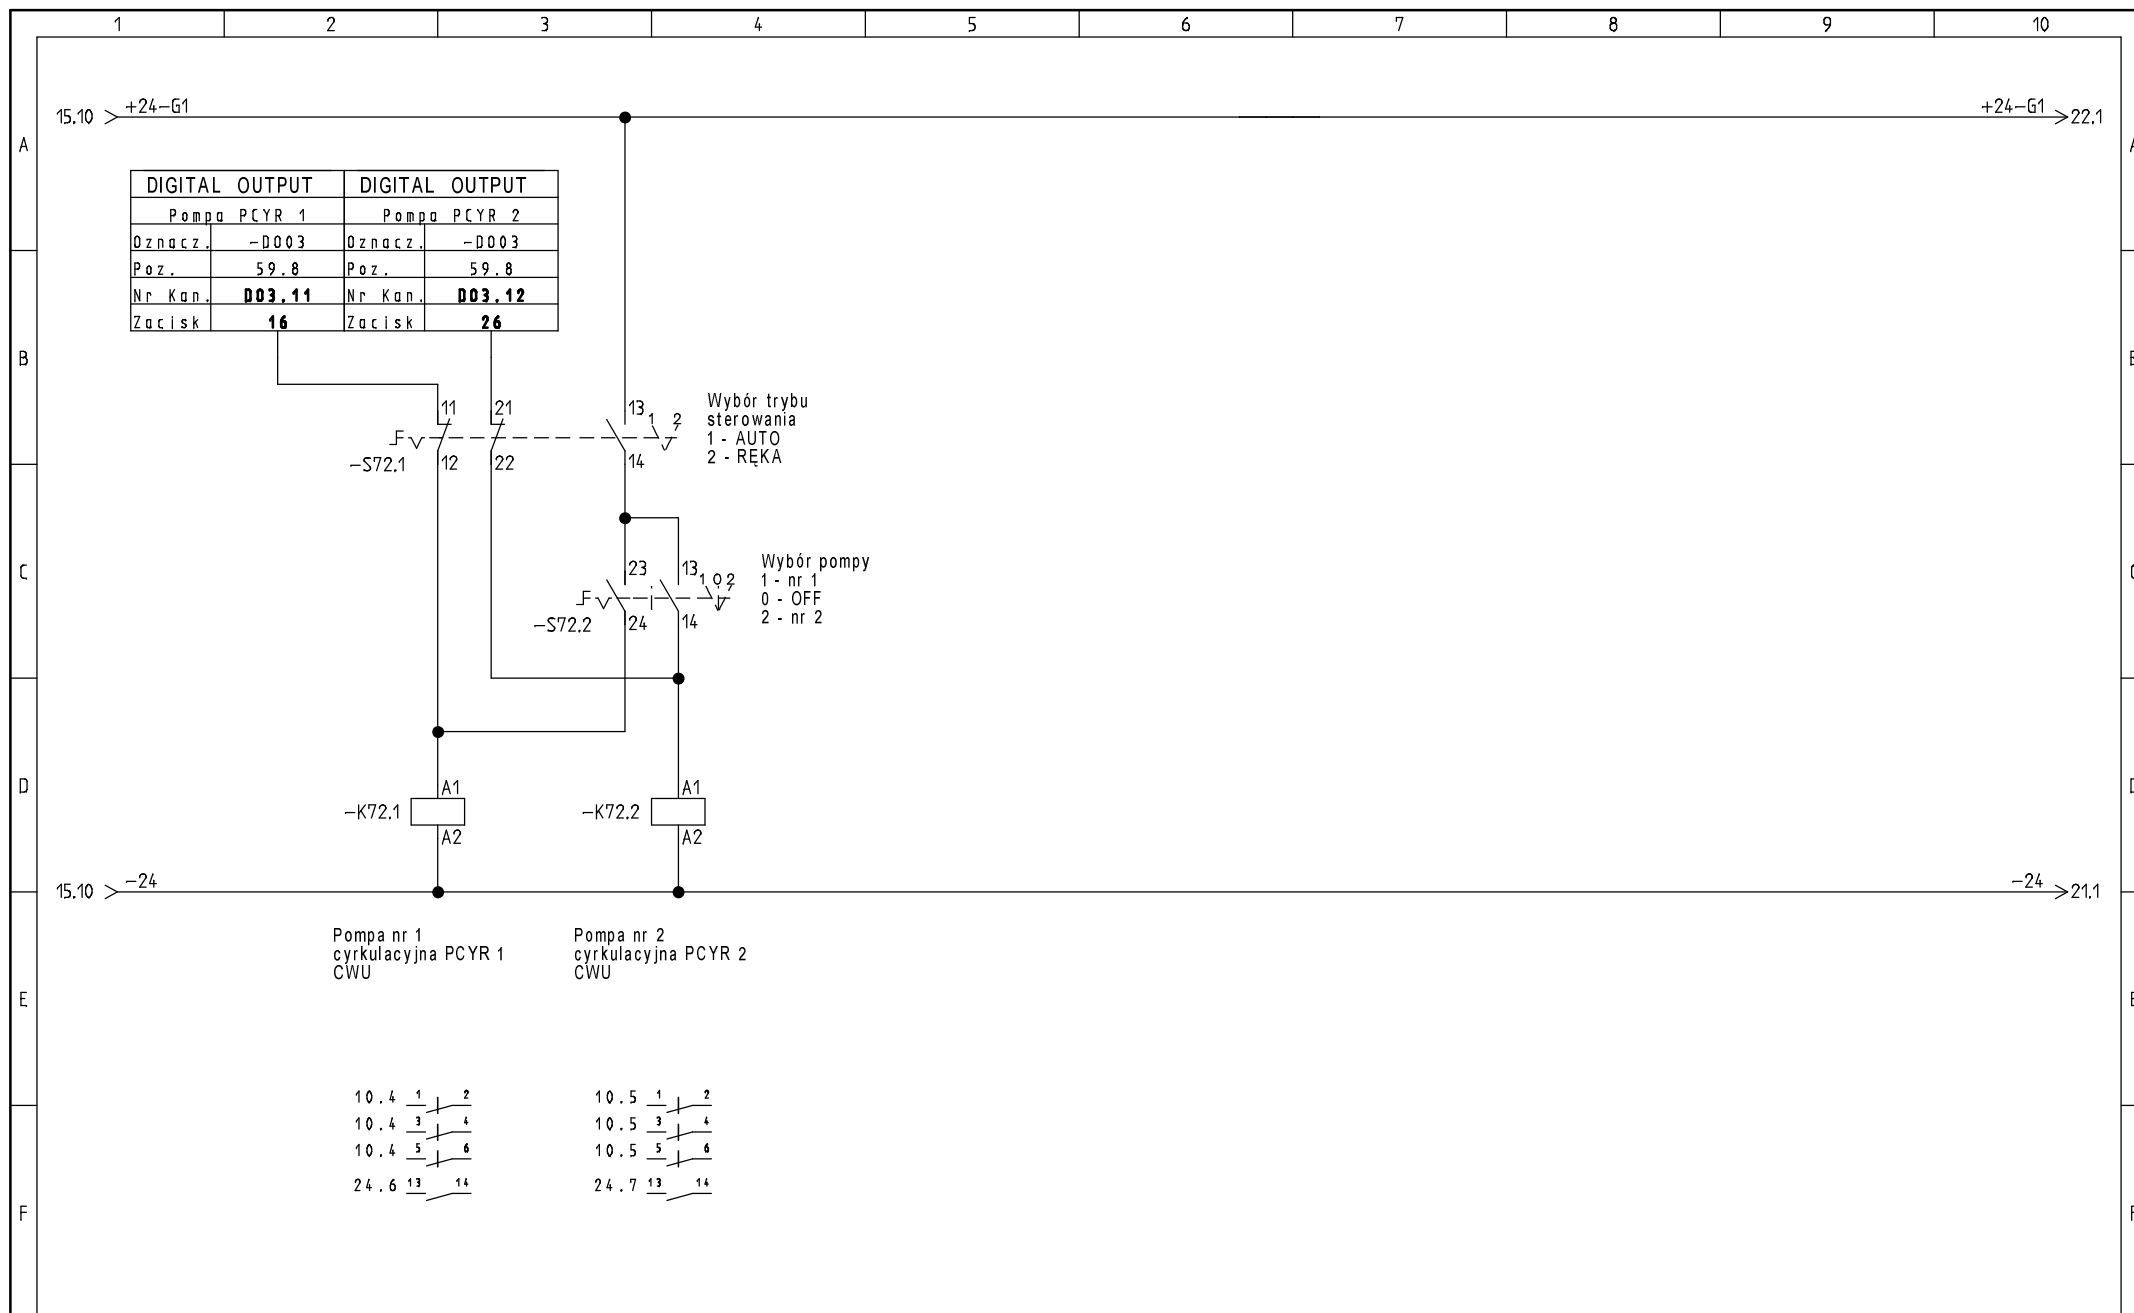 1 2 3 4 5 6 7 8 9 10
15.10 +24-G1 +24-G1 22.1
A
DIGITAL OUTPUT DIGITAL OUTPUT
Pompa PCYR 1 Pompa PCYR 2
Oznacz. -DO03 Oznacz. -DO03
Poz. 59.8 Poz. 59.8
Nr Kan. DO3.11 Nr Kan. DO3.12
Zacisk 16 Zacisk 26
B
11 21 13 1 2
Wybór trybu
sterowania
1 - AUTO
2 - RĘKA
-S72.1 12 22 14
C
23 13 1 0 2
Wybór pompy
1 - nr 1
0 - OFF
2 - nr 2
-S72.2 24 14
D
A1 A1
-K72.1 -K72.2
A2 A2
15.10 -24 -24 21.1
Pompa nr 1
cyrkulacyjna PCYR 1
CWU
Pompa nr 2
cyrkulacyjna PCYR 2
CWU
E
10.4 1 2 10.5 1 2
10.4 3 4 10.5 3 4
10.4 5 6 10.5 5 6
24.6 13 14 24.7 13 14
F